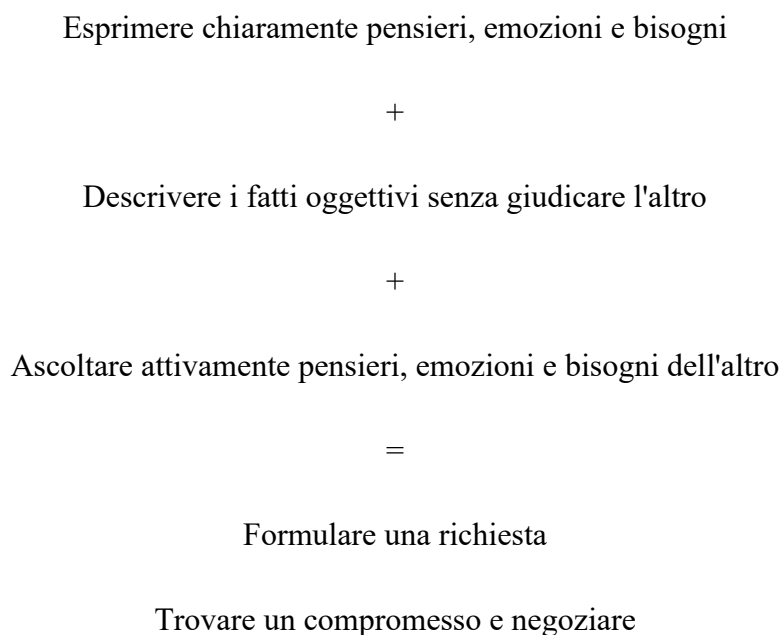 Esprimere chiaramente pensieri, emozioni e bisogni
+
Descrivere i fatti oggettivi senza giudicare l'altro
+
Ascoltare attivamente pensieri, emozioni e bisogni dell'altro
=
Formulare una richiesta
Trovare un compromesso e negoziare